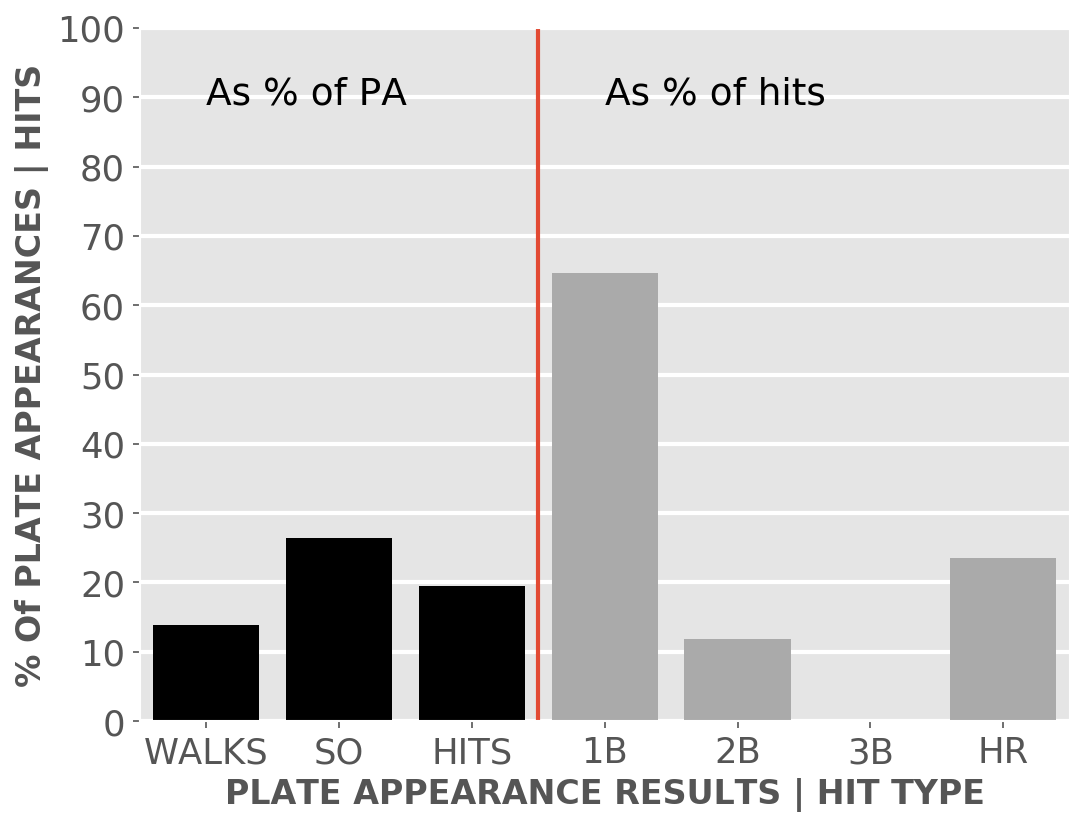 % Of PLATE APPEARANCES | HITS
100
90
80
70
60
50
40
30
20
10
0
As % of PA
As % of hits
WALKS SO HITS 1B 2B 3B HR
PLATE APPEARANCE RESULTS | HIT TYPE